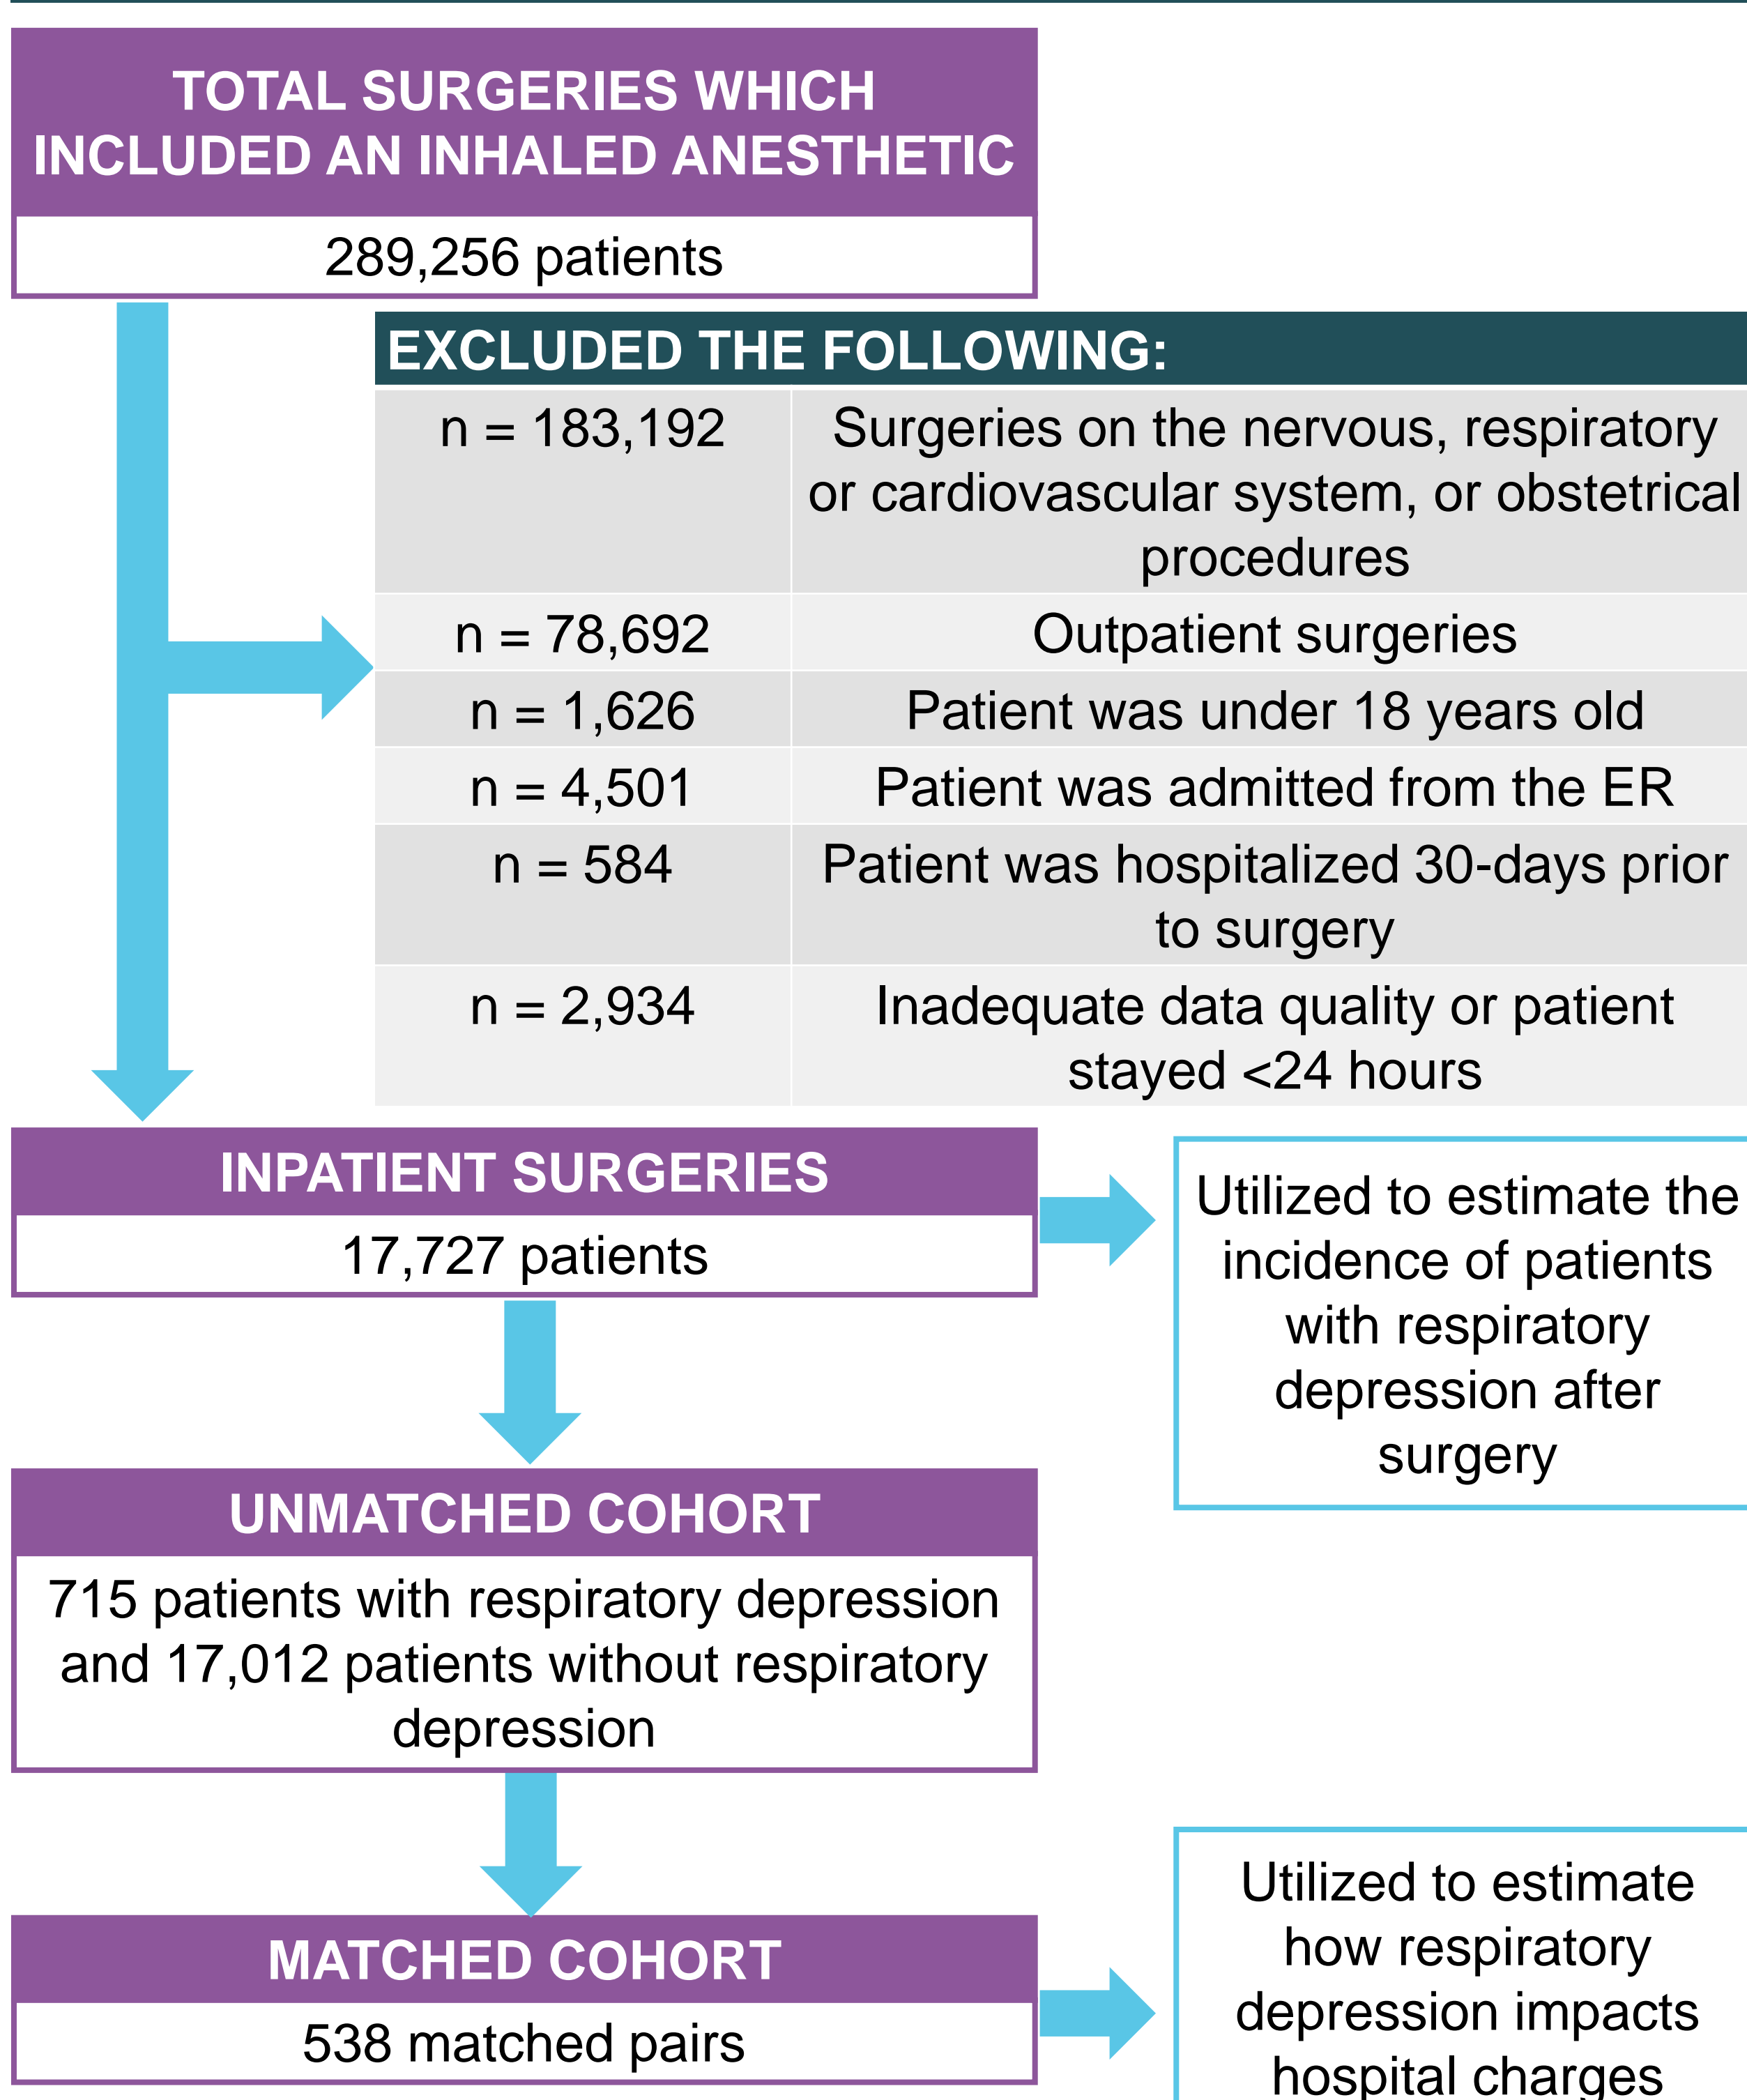 TOTAL SURGERIES WHICH
INCLUDED AN INHALED ANESTHETIC
289,256 patients
EXCLUDED THE FOLLOWING:
n = 183,192
Surgeries on the nervous, respiratory
or cardiovascular system, or obstetrical
procedures
n = 78,692
Outpatient surgeries
n = 1,626
Patient was under 18 years old
n = 4,501
Patient was admitted from the ER
n = 584
Patient was hospitalized 30-days prior
to surgery
n = 2,934
Inadequate data quality or patient
stayed <24 hours
INPATIENT SURGERIES
17,727 patients
Utilized to estimate the
incidence of patients
with respiratory
depression after
surgery
UNMATCHED COHORT
715 patients with respiratory depression
and 17,012 patients without respiratory
depression
MATCHED COHORT
538 matched pairs
Utilized to estimate
how respiratory
depression impacts
hospital charges